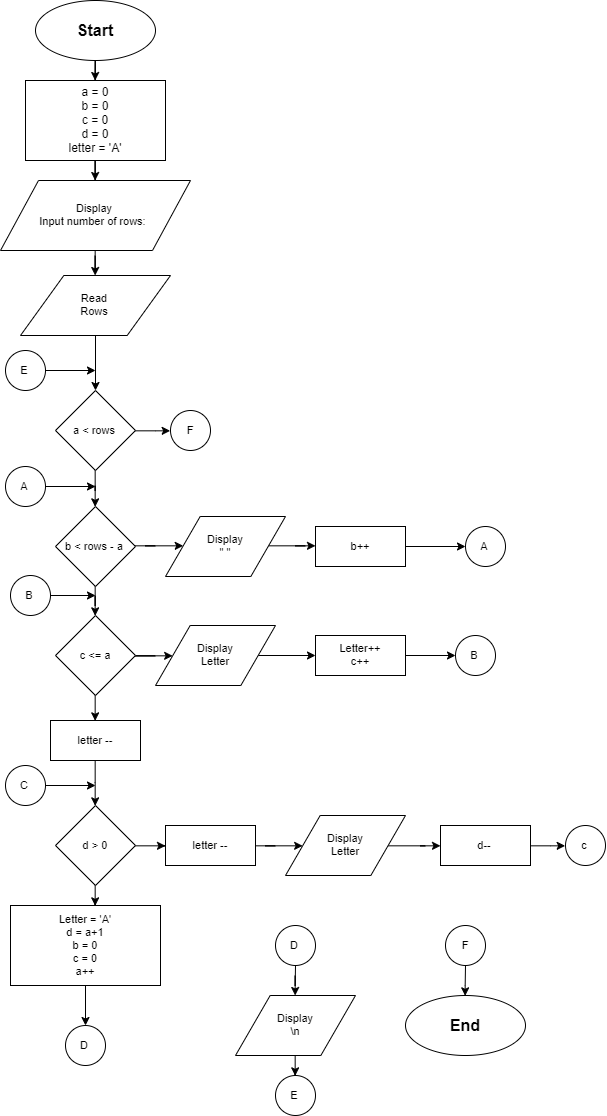 Start
a = 0
b = 0
c = 0
d = 0
letter = 'A'
Display
Input number of rows:
Read
Rows
E
a < rows
F
A
b < rows - a
Display
" "
b++
A
B
c <= a
Display
Letter
Letter++
c++
B
letter --
C
d > 0
letter --
Display
Letter
d--
c
Letter = 'A'
d = a+1
b = 0
c = 0
a++
D
D
Display
\n
E
F
End